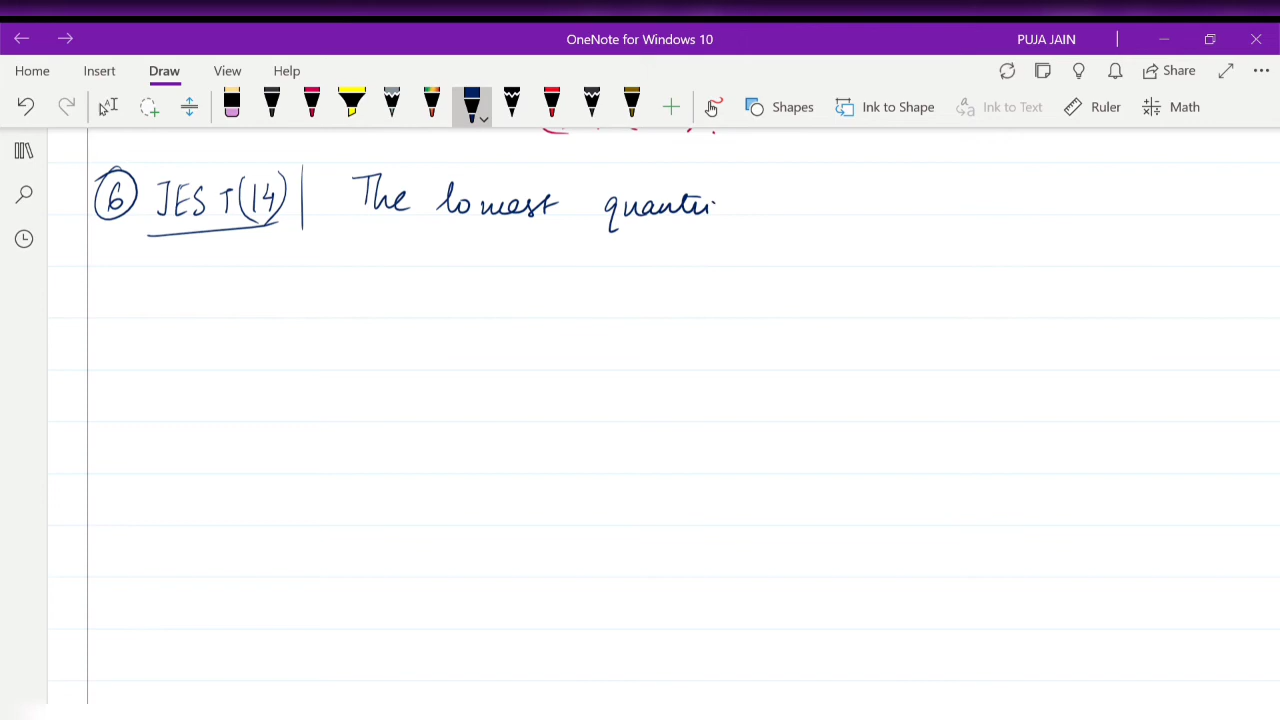 OneNote for Windows 10
PUJA JAIN
Home Insert Draw View Help
Share
Shapes Ink to Shape Ink to Text Ruler Math
6 JEST(14) | The lowest quanti